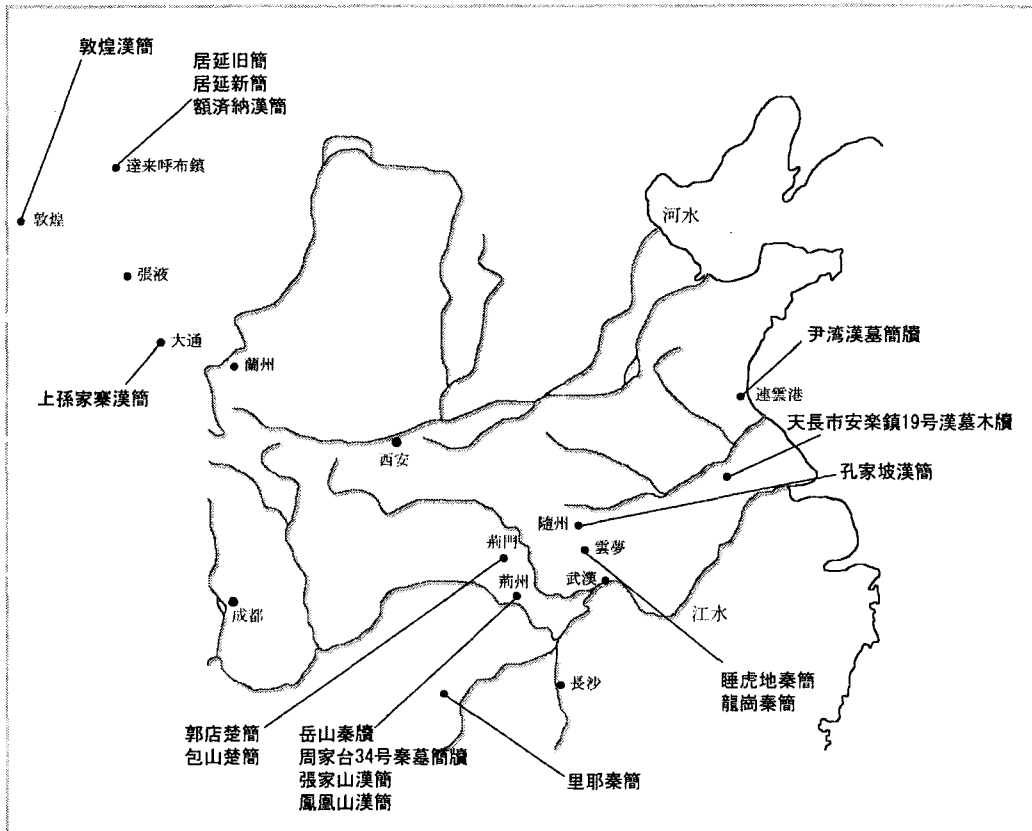 敦煌漢簡
居延旧簡
居延新簡
額済納漢簡
達来呼布鎮
敦煌
河水
張液
大通
蘭州
尹湾漢墓簡牘
上孫家寨漢簡
連雲港
天長市安楽鎮19号漢墓木牘
西安
孔家坡漢簡
隨州
荊門
雲夢
武漢
荊州
成都
江水
長沙
睡虎地秦簡
龍崗秦簡
郭店楚簡
包山楚簡
岳山秦牘
周家台34号秦墓簡牘
張家山漢簡
鳳凰山漢簡
里耶秦簡